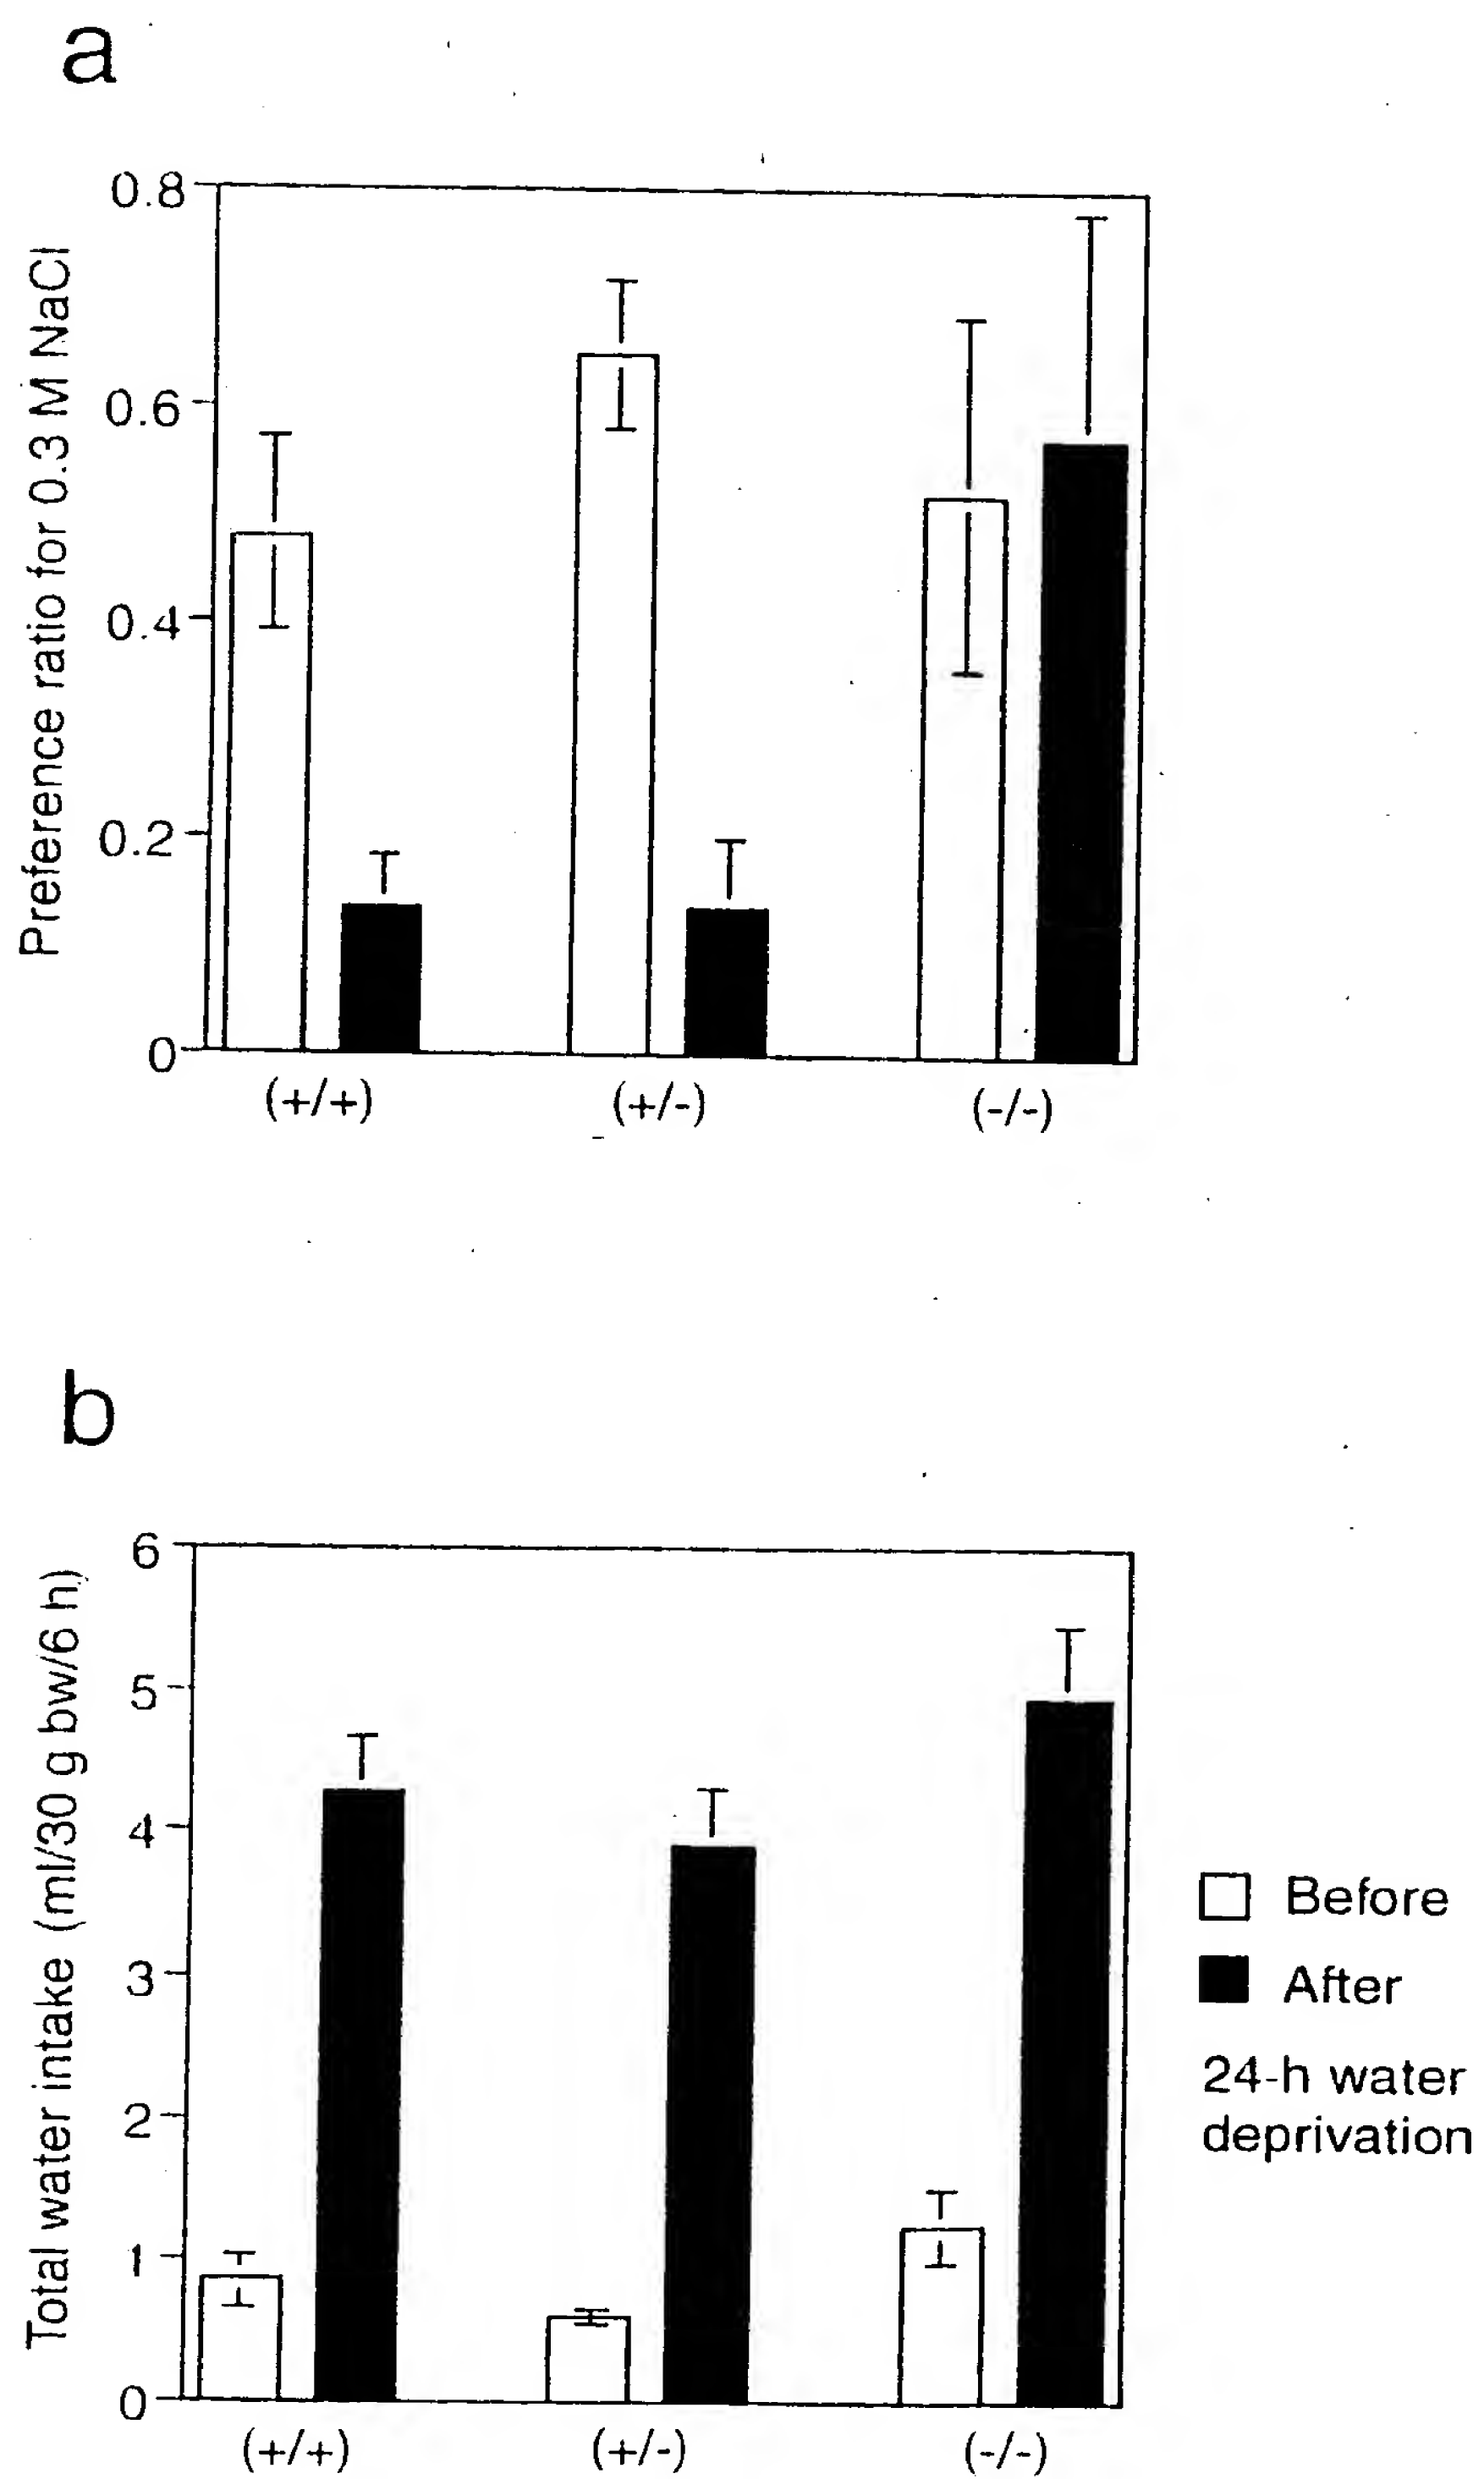 a
Preference ratio for 0.3 M NaCl
0.8
0.6
0.4
0.2
0
(+/+) (+/-) (-/-)
b
Total water intake (ml/30 g bw/6 h)
6
5
4
3
2
1
0
(+/+) (+/-) (-/-)
Before
After
24-h water
deprivation